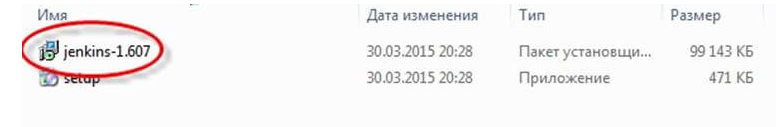 Имя Дата изменения Тип Размер
jenkins-1.607 30.03.2015 20:28 Пакет установщи... 99 143 КБ
setup 30.03.2015 20:28 Приложение 471 КБ